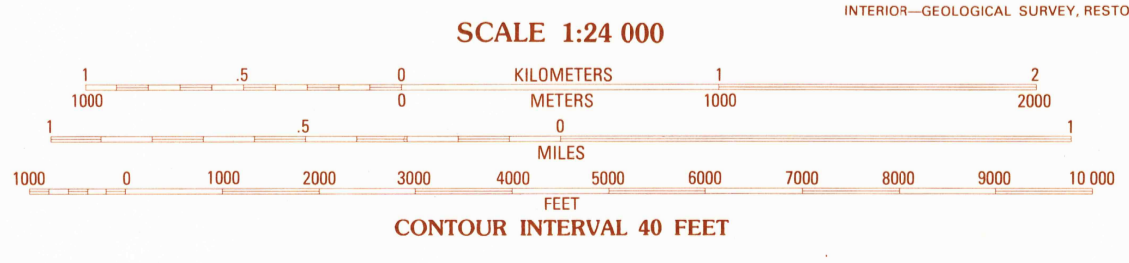 INTERIOR—GEOLOGICAL SURVEY, RESTO
SCALE 1:24 000
1 .5 0 KILOMETERS 1 2
1000 0 METERS 1000 2000
1 .5 0 1
MILES
1000 0 1000 2000 3000 4000 5000 6000 7000 8000 9000 10 000
FEET
CONTOUR INTERVAL 40 FEET